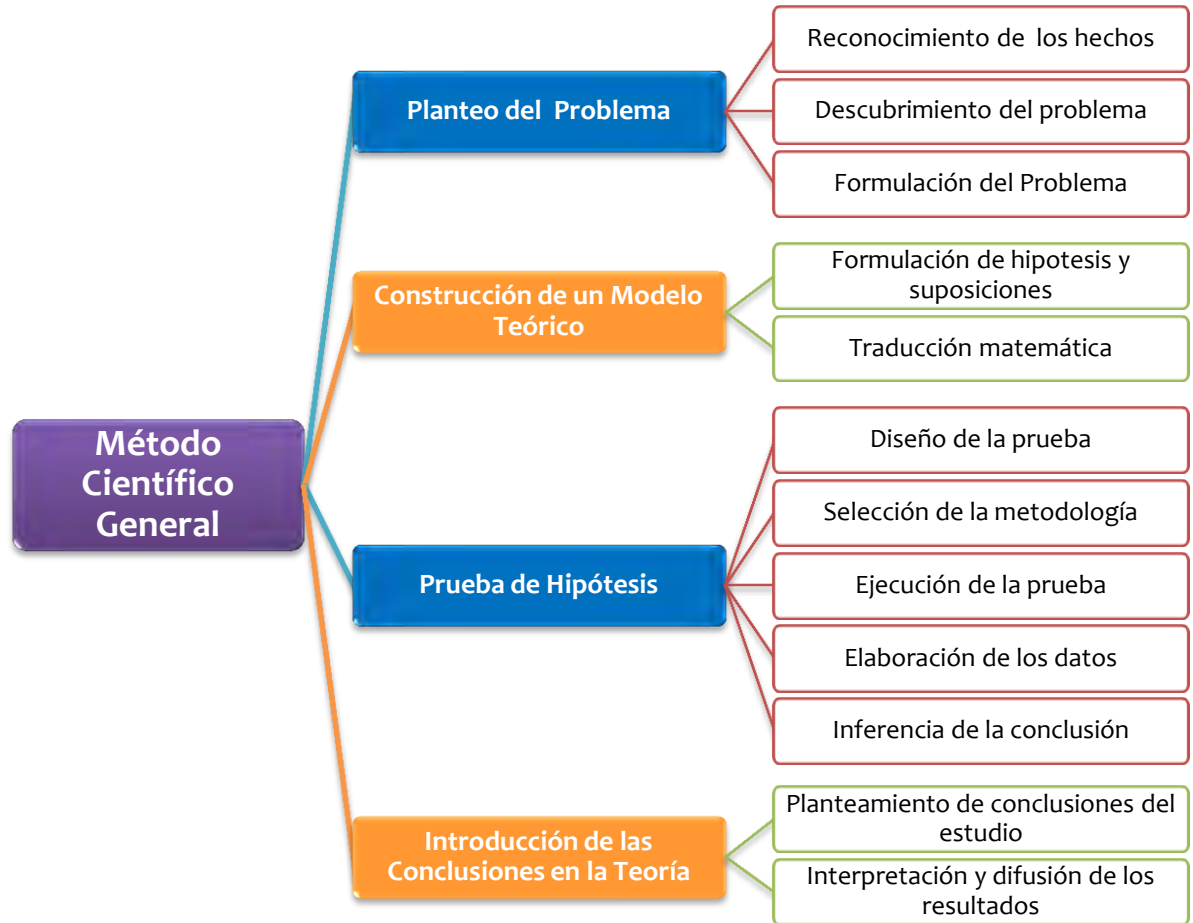 Método
Científico
General
Planteo del Problema
Reconocimiento de los hechos
Descubrimiento del problema
Formulación del Problema
Construcción de un Modelo
Teórico
Formulación de hipotesis y
suposiciones
Traducción matemática
Prueba de Hipótesis
Diseño de la prueba
Selección de la metodología
Ejecución de la prueba
Elaboración de los datos
Inferencia de la conclusión
Introducción de las
Conclusiones en la Teoría
Planteamiento de conclusiones del
estudio
Interpretación y difusión de los
resultados